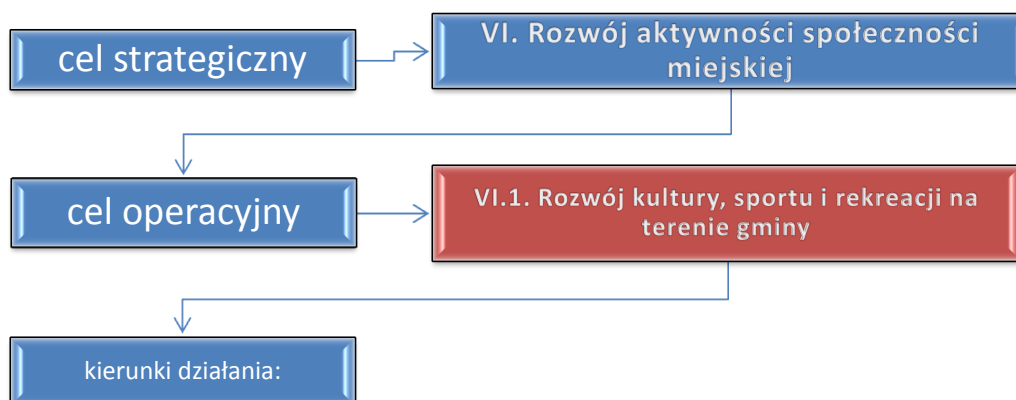 cel strategiczny
VI. Rozwój aktywności społeczności
miejskiej
cel operacyjny
VI.1. Rozwój kultury, sportu i rekreacji na
terenie gminy
kierunki działania: